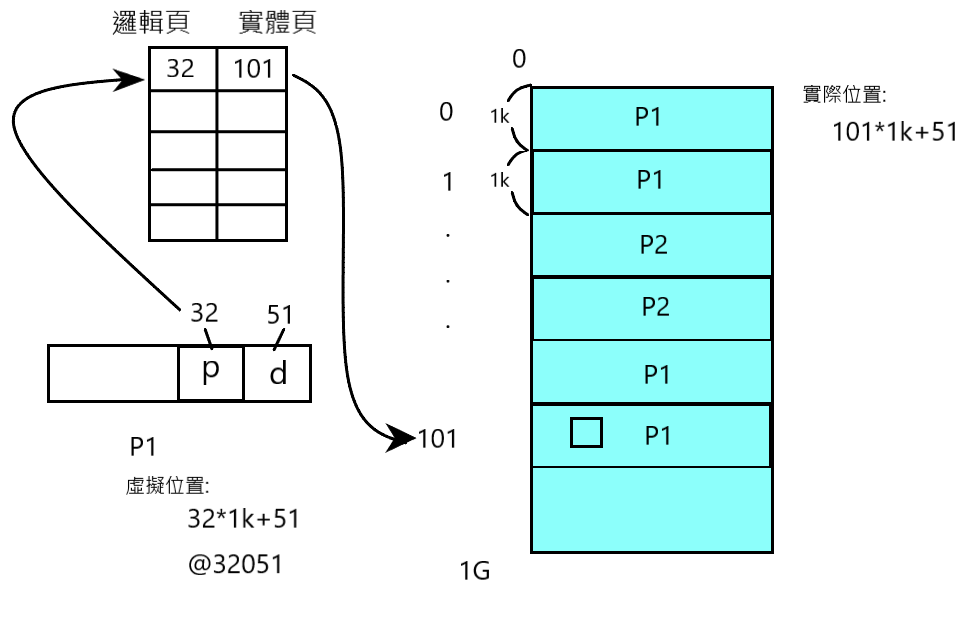 邏輯頁 實體頁
32 101
32 51
p d
P1
虛擬位置:
32*1k+51
@32051
0
0 1k P1
1 1k P1
. P2
. P2
. P1
101 P1
1G
實際位置:
101*1k+51